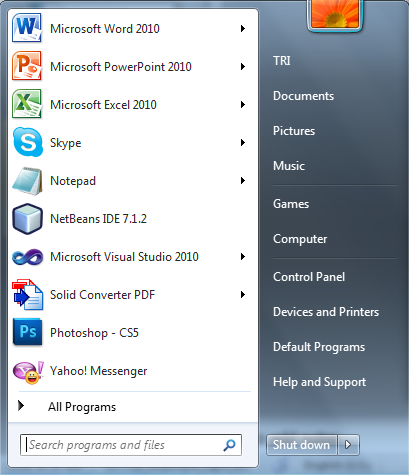 Microsoft Word 2010
Microsoft PowerPoint 2010
Microsoft Excel 2010
Skype
Notepad
NetBeans IDE 7.1.2
Microsoft Visual Studio 2010
Solid Converter PDF
Photoshop - CS5
Yahoo! Messenger
All Programs
Search programs and files
TRI
Documents
Pictures
Music
Games
Computer
Control Panel
Devices and Printers
Default Programs
Help and Support
Shut down